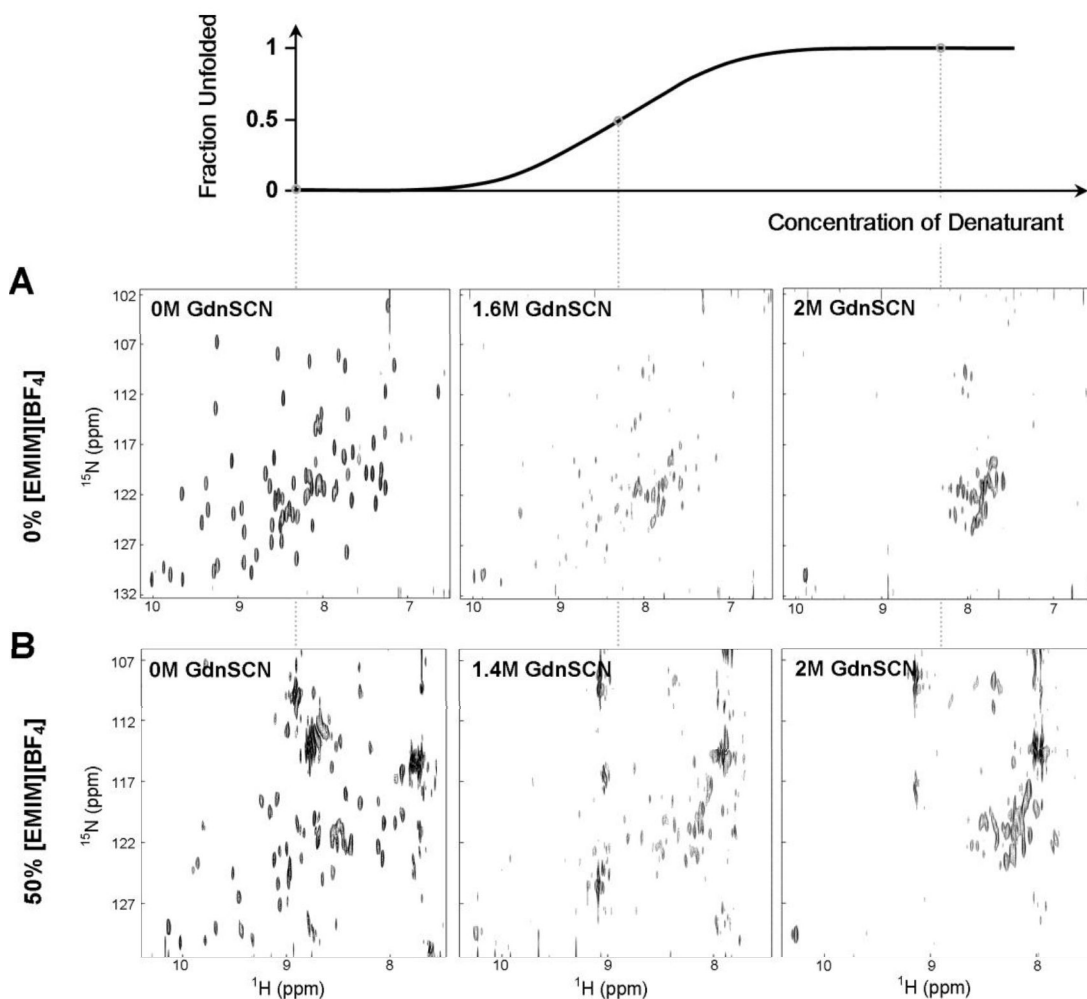 Fraction Unfolded
1
0.5
0
Concentration of Denaturant
A
0% [EMIM][BF₄]
¹⁵N (ppm)
102
107
112
117
122
127
132
0M GdnSCN
10
9
8
7
1.6M GdnSCN
10
9
8
7
2M GdnSCN
10
9
8
7
B
50% [EMIM][BF₄]
¹⁵N (ppm)
107
112
117
122
127
0M GdnSCN
10
9
8
¹H (ppm)
1.4M GdnSCN
10
9
8
¹H (ppm)
2M GdnSCN
10
9
8
¹H (ppm)